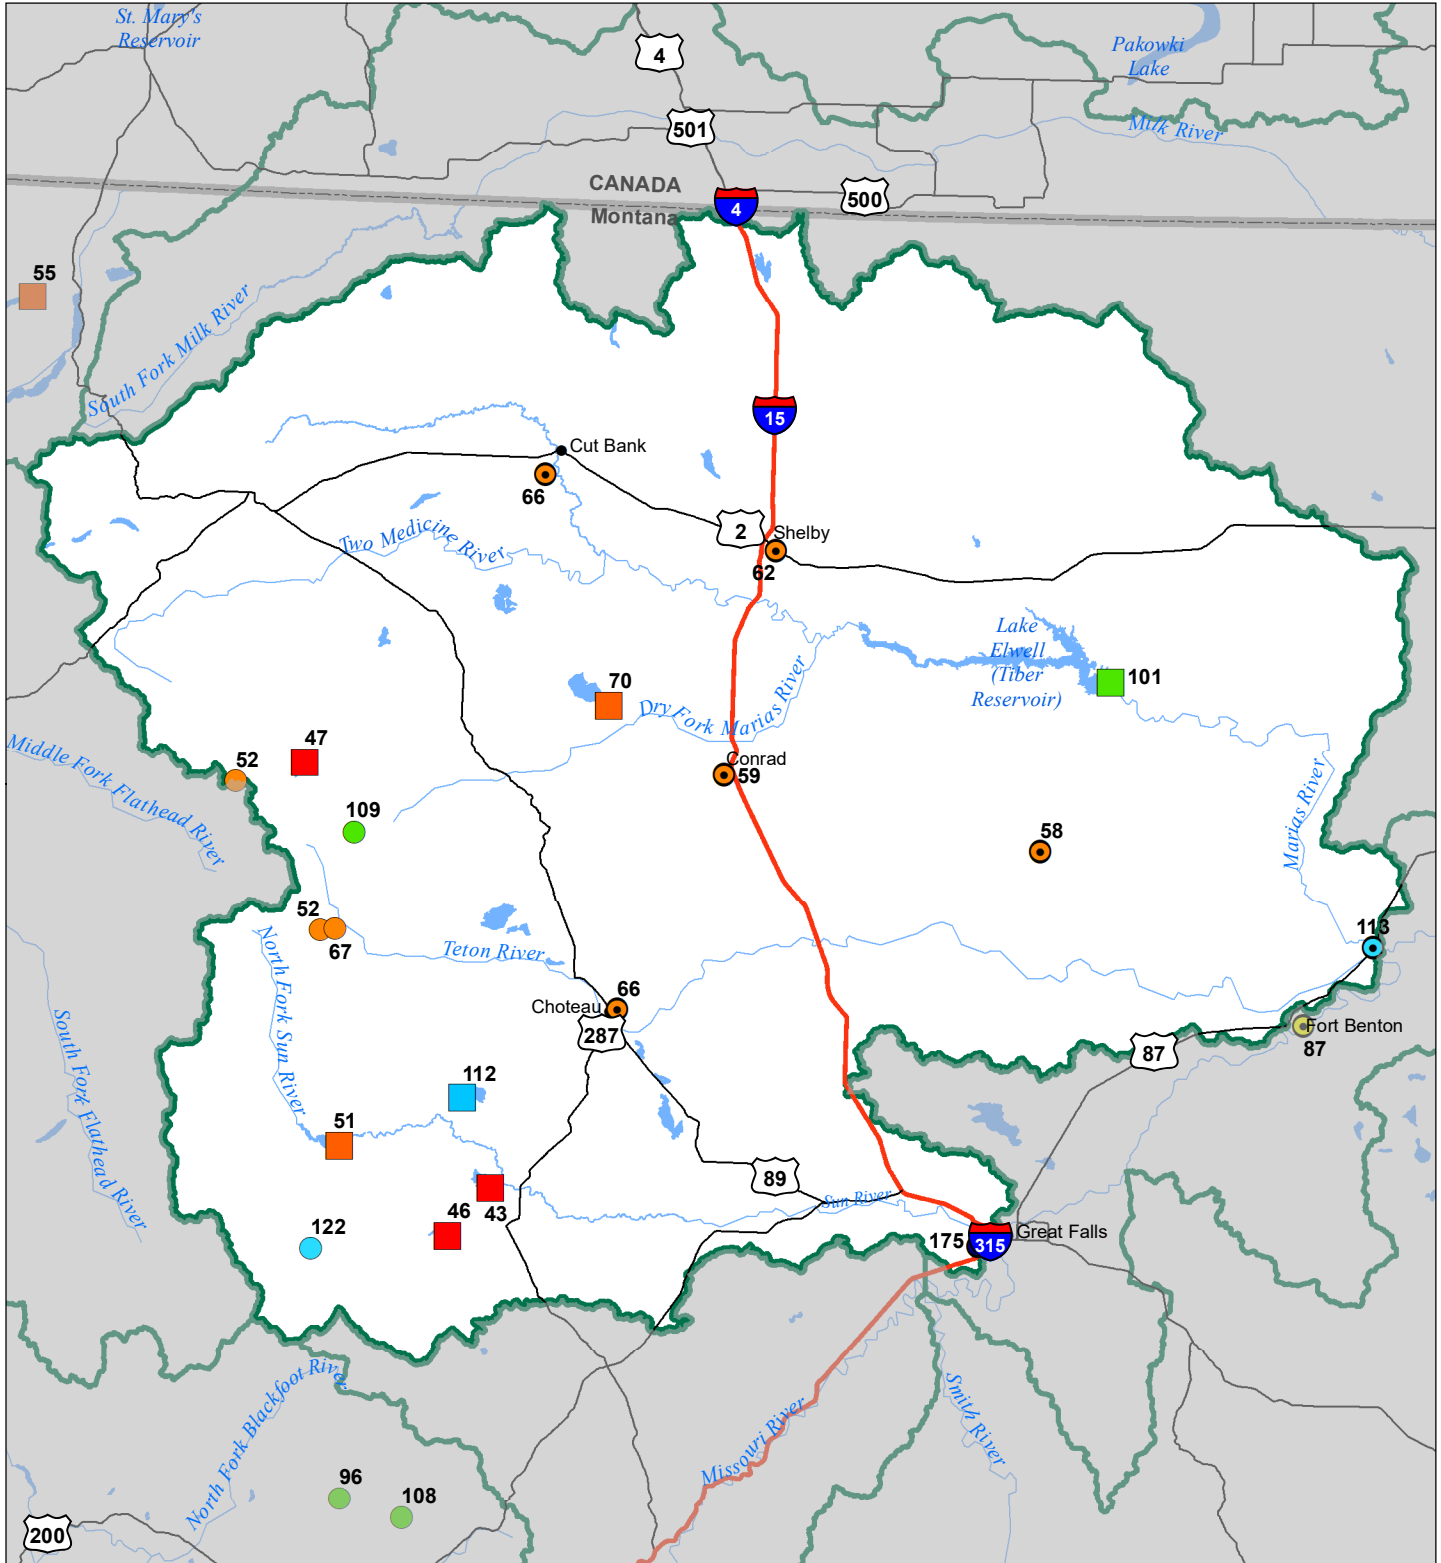 St. Mary's
Reservoir
4
Pakowki
Lake
501
Milk River
CANADA
Montana
4
500
55
South Fork Milk River
15
Cut Bank
66
2
Shelby
62
Two Medicine River
Lake
Elwell
(Tiber
Reservoir)
101
70
Dry Fork Marias River
47
52
Middle Fork Flathead River
Conrad
59
109
58
Marias River
52
67
North Fork Sun River
Teton River
113
66
Choteau
287
Fort Benton
87
87
South Fork Flathead River
112
51
89
Sun River
46
43
122
175
315
Great Falls
North Fork Blackfoot River
Missouri River
Smith River
96
108
200